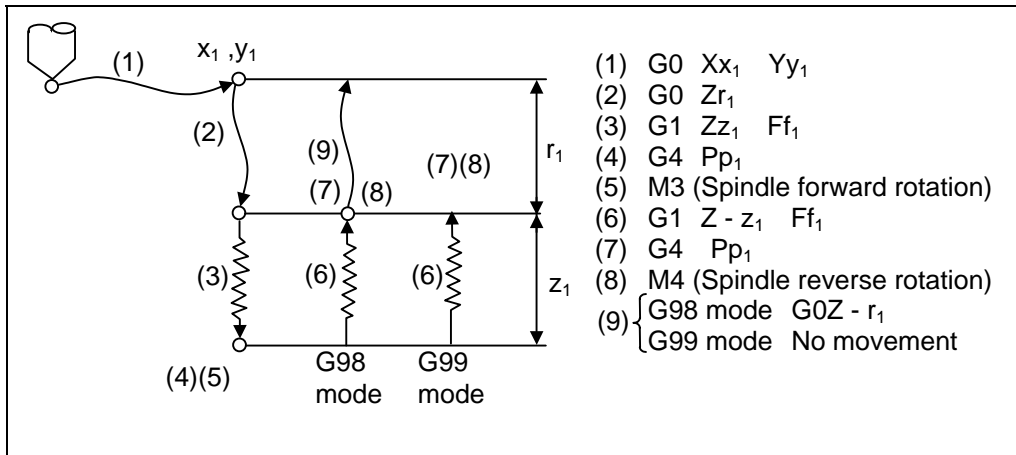 x₁ ,y₁
(1)
(2)
(9)
(7)
(8)
(7)(8)
r₁
(3)
(6)
(6)
z₁
(4)(5)
G98
mode
G99
mode
(1) G0 Xx₁ Yy₁
(2) G0 Zr₁
(3) G1 Zz₁ Ff₁
(4) G4 Pp₁
(5) M3 (Spindle forward rotation)
(6) G1 Z - z₁ Ff₁
(7) G4 Pp₁
(8) M4 (Spindle reverse rotation)
(9)
G98 mode G0Z - r₁
G99 mode No movement